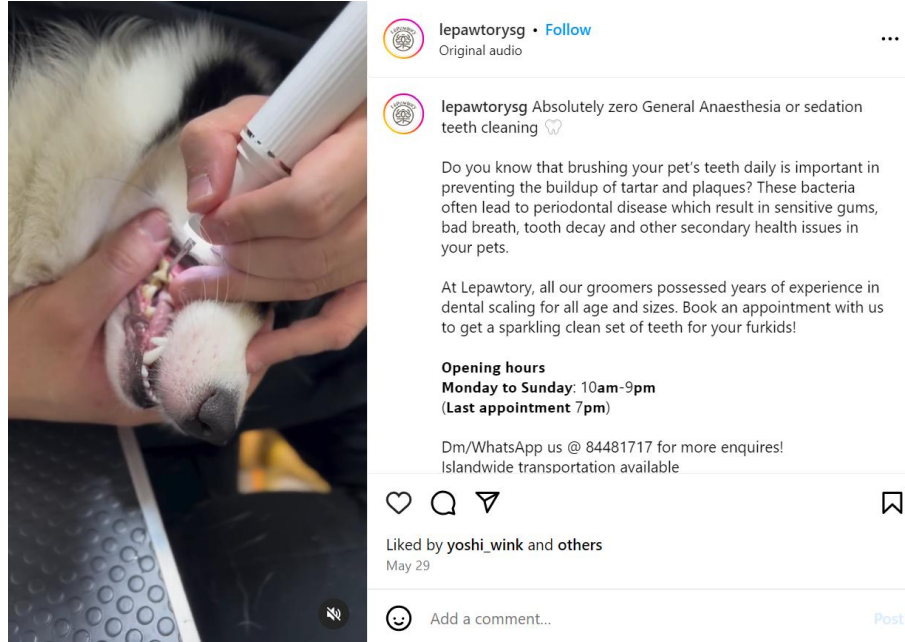 lepawtorysg • Follow
Original audio
lepawtorysg Absolutely zero General Anaesthesia or sedation
teeth cleaning 🦷
Do you know that brushing your pet's teeth daily is important in
preventing the buildup of tartar and plaques? These bacteria
often lead to periodontal disease which result in sensitive gums,
bad breath, tooth decay and other secondary health issues in
your pets.
At Lepawtory, all our groomers possessed years of experience in
dental scaling for all age and sizes. Book an appointment with us
to get a sparkling clean set of teeth for your furkids!
Opening hours
Monday to Sunday: 10am-9pm
(Last appointment 7pm)
Dm/WhatsApp us @ 84481717 for more enquires!
Islandwide transportation available
Liked by yoshi_wink and others
May 29
Add a comment...
Post